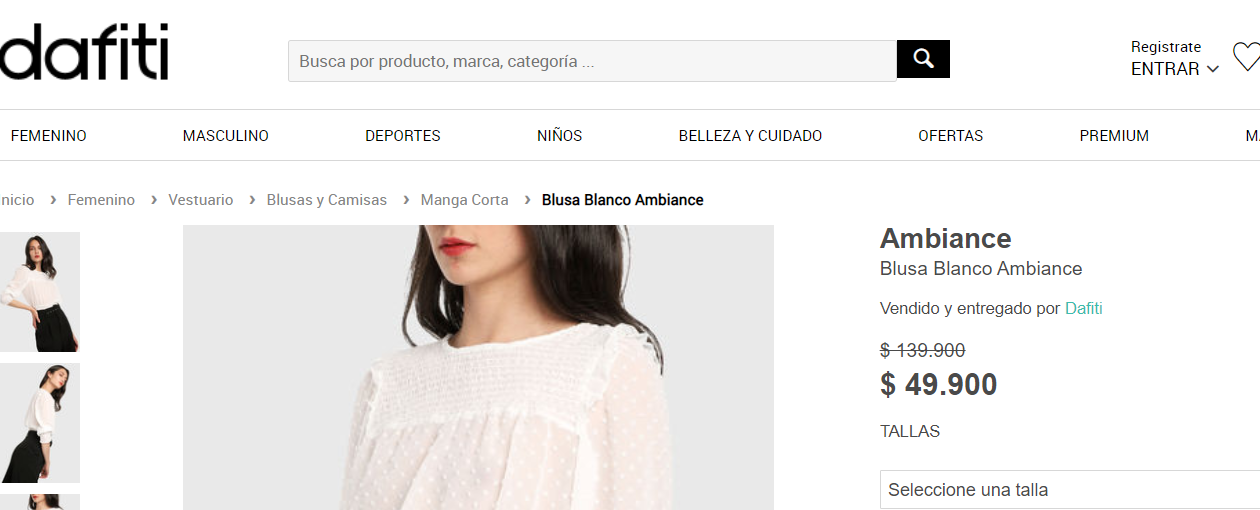 dafiti
Busca por producto, marca, categoría ...
Registrate
ENTRAR
FEMENINO MASCULINO DEPORTES NIÑOS BELLEZA Y CUIDADO OFERTAS PREMIUM
nicio › Femenino › Vestuario › Blusas y Camisas › Manga Corta › Blusa Blanco Ambiance
Ambiance
Blusa Blanco Ambiance
Vendido y entregado por Dafiti
$ 139.900
$ 49.900
TALLAS
Seleccione una talla